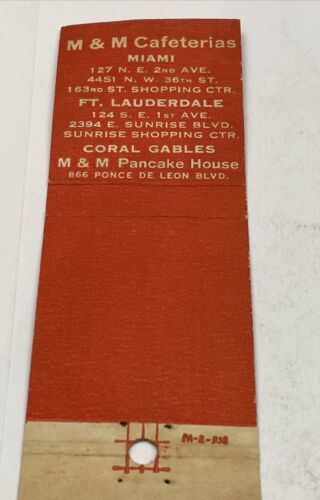 M & M Cafeterias
MIAMI
127 N. E. 2ND AVE.
4451 N. W. 36TH ST.
163RD ST. SHOPPING CTR.
FT. LAUDERDALE
124 S. E. 1ST AVE.
2394 E. SUNRISE BLVD.
SUNRISE SHOPPING CTR.
CORAL GABLES
M & M Pancake House
866 PONCE DE LEON BLVD.